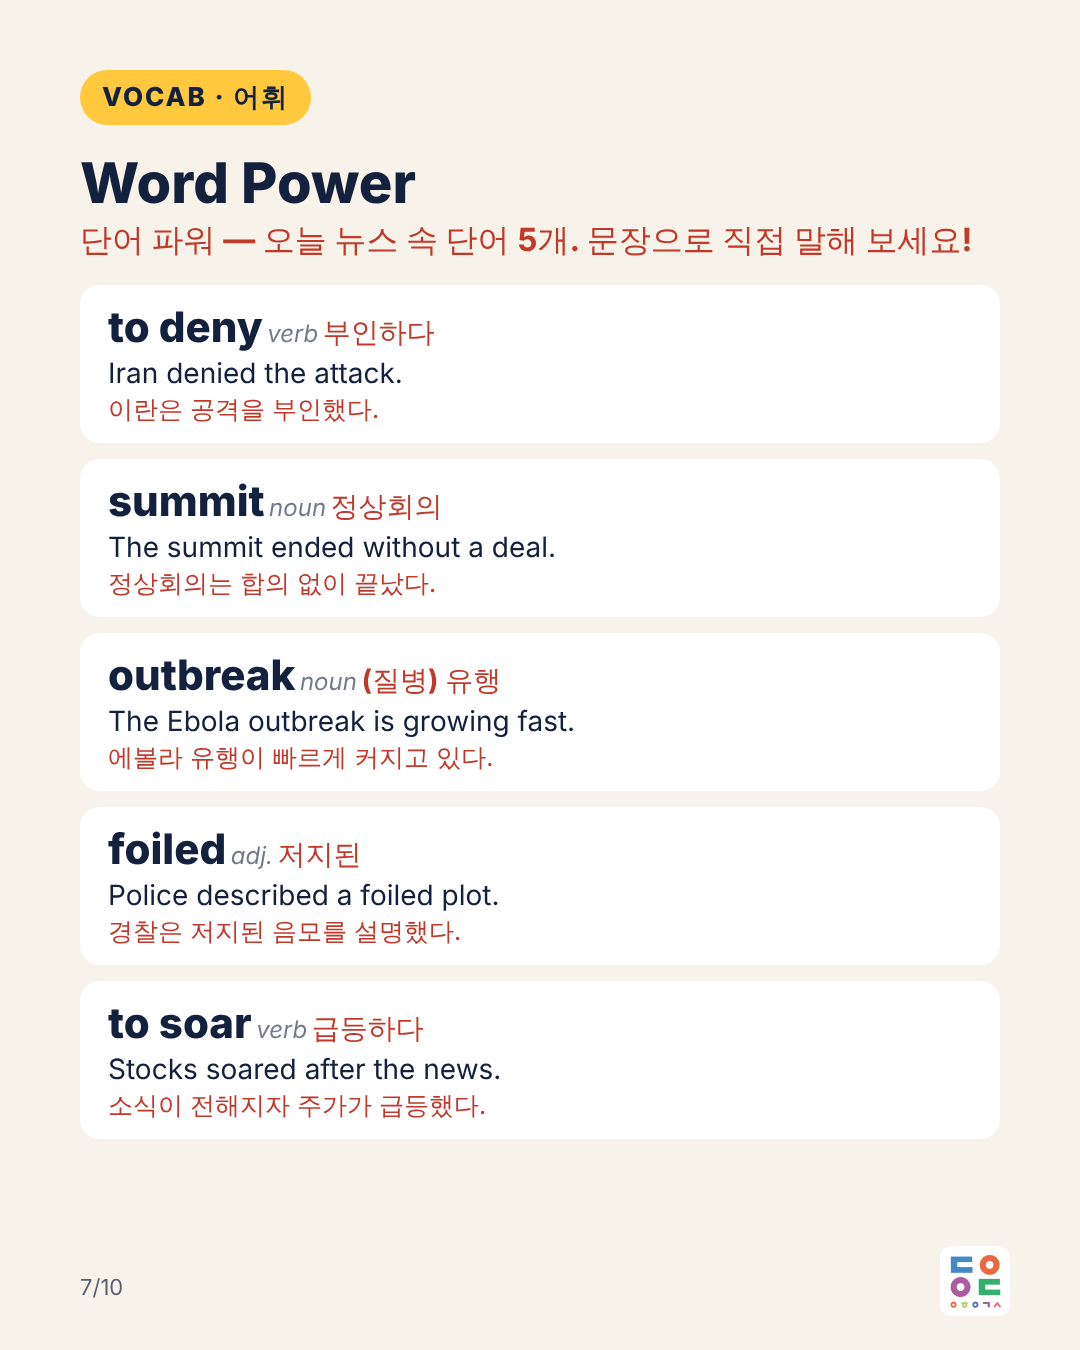 VOCAB · 어휘
Word Power
단어 파워 — 오늘 뉴스 속 단어 5개. 문장으로 직접 말해 보세요!
to deny verb 부인하다
Iran denied the attack.
이란은 공격을 부인했다.
summit noun 정상회의
The summit ended without a deal.
정상회의는 합의 없이 끝났다.
outbreak noun (질병) 유행
The Ebola outbreak is growing fast.
에볼라 유행이 빠르게 커지고 있다.
foiled adj. 저지된
Police described a foiled plot.
경찰은 저지된 음모를 설명했다.
to soar verb 급등하다
Stocks soared after the news.
소식이 전해지자 주가가 급등했다.
7/10